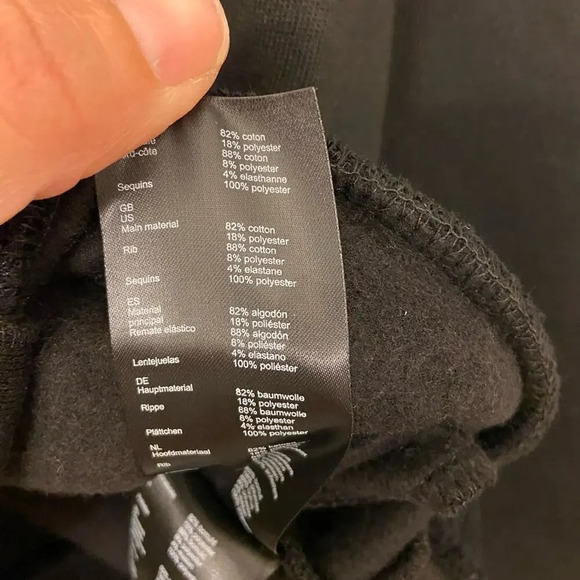 82% coton
18% polyester
88% coton
8% polyester
4% elasthanne
Sequins 100% polyester
GB
US
Main material 82% cotton
18% polyester
Rib 88% cotton
8% polyester
4% elastane
Sequins 100% polyester
ES
Material 82% algodón
principal 18% poliéster
Remate elástico 88% algodón
8% poliéster
4% elastano
Lentejuelas 100% poliéster
DE
Hauptmaterial 82% baumwolle
18% polyester
Rippe 88% baumwolle
8% polyester
4% elasthan
Plättchen 100% polyester
NL
Hoofdmateriaal 82%
Rib